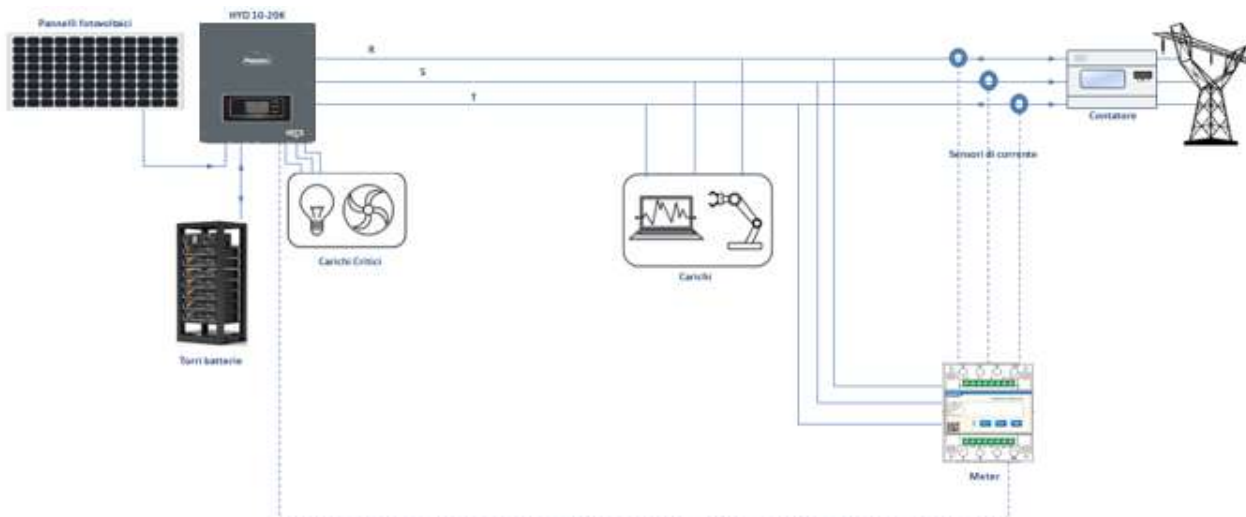 Pannelli fotovoltaici
HYD 10-20K
R
S
T
Contatore
Sensori di corrente
Carichi Critici
Carichi
Torri batterie
Meter